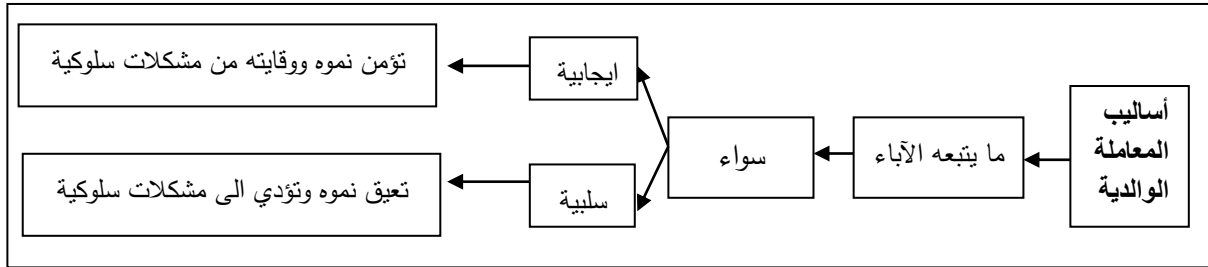 أساليب
المعاملة
الوالدية
ما يتبعه الآباء
سواء
ايجابية
تؤمن نموه ووقايته من مشكلات سلوكية
سلبية
تعيق نموه وتؤدي الى مشكلات سلوكية